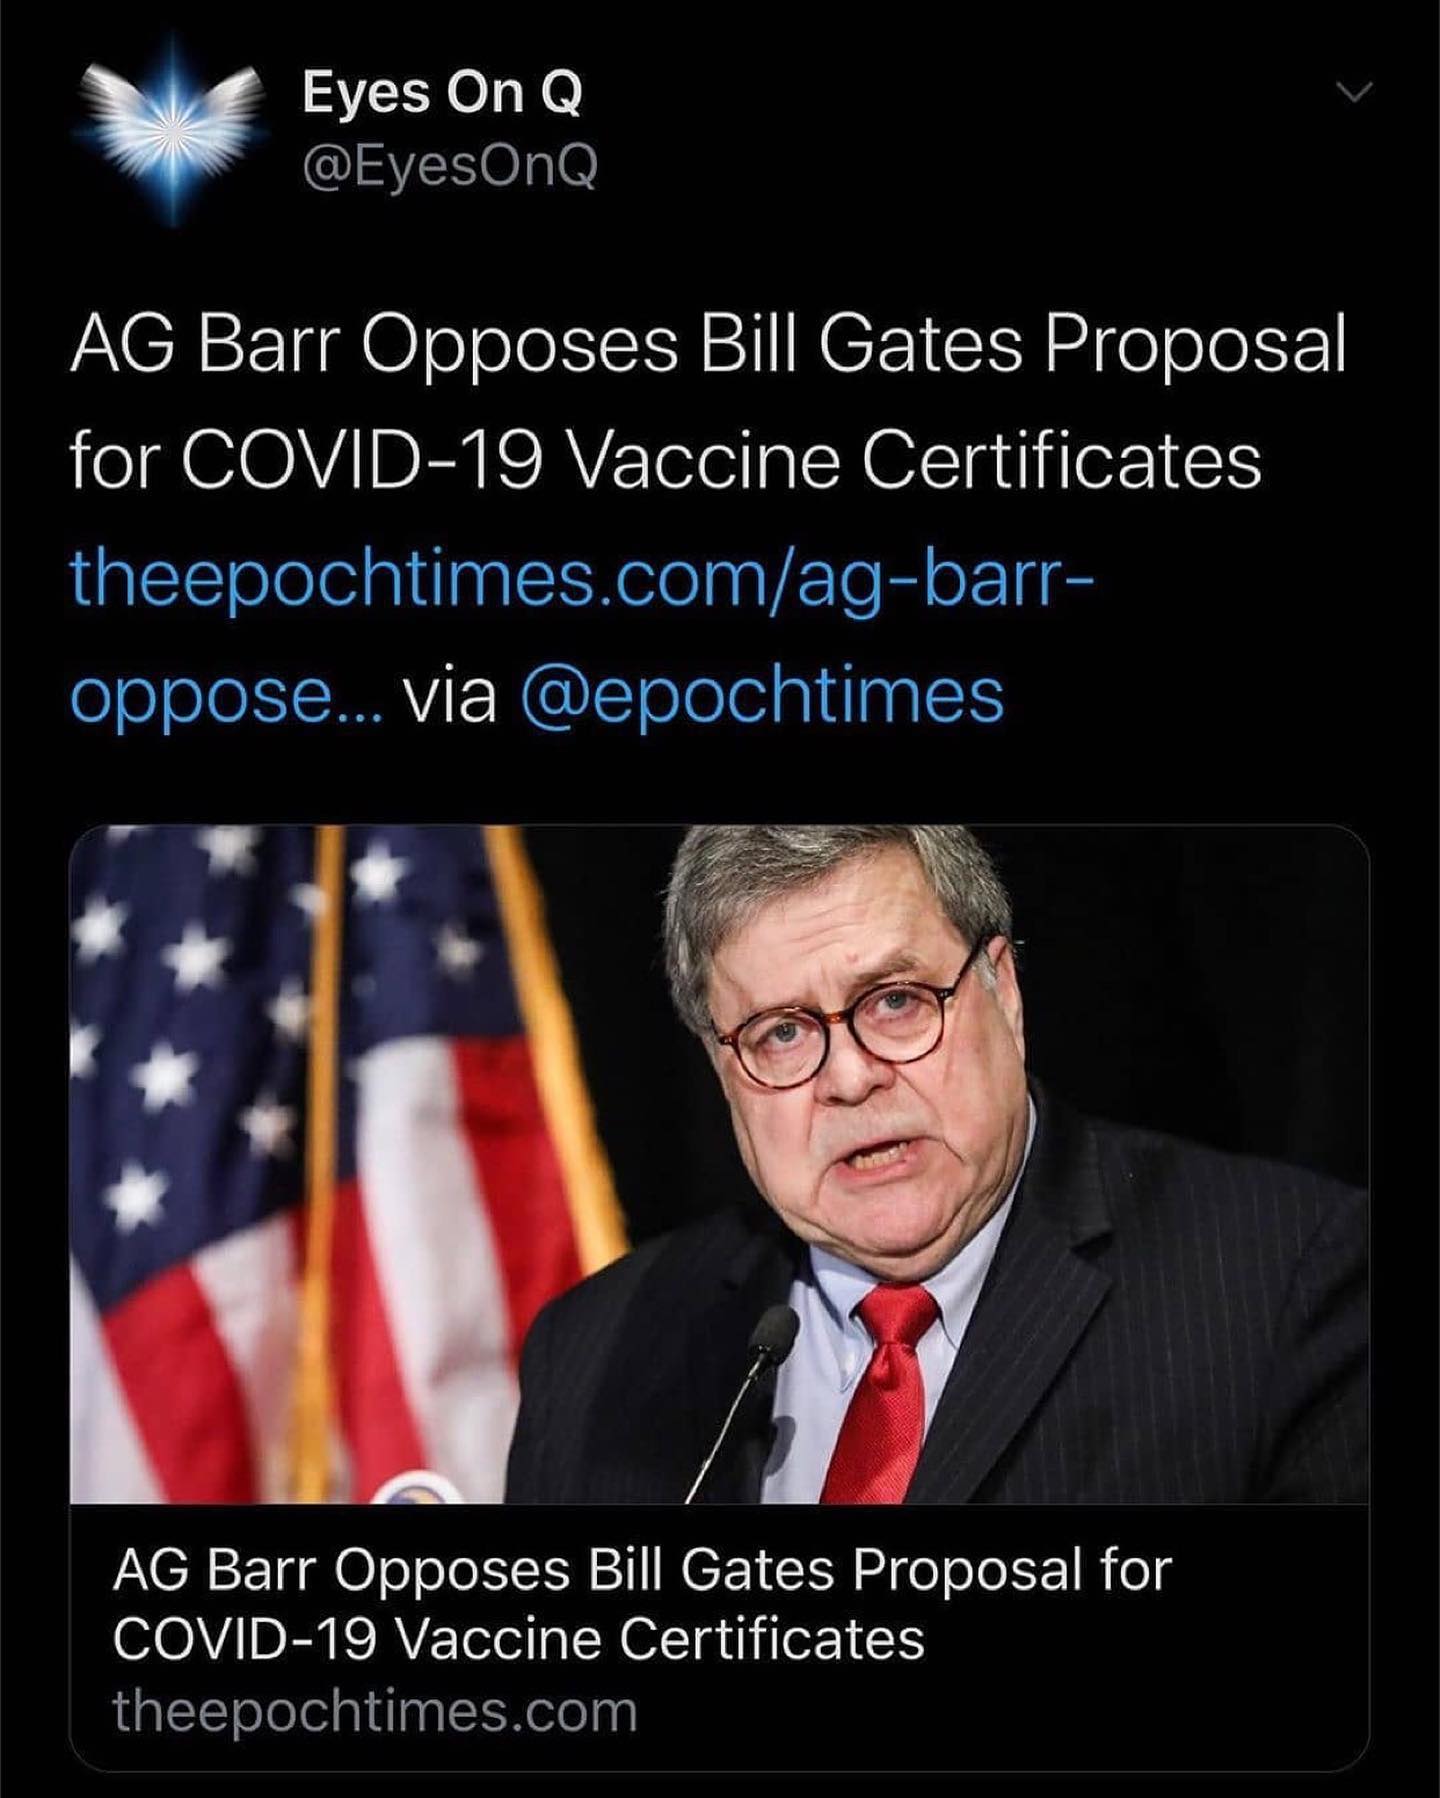 Eyes On Q
@EyesOnQ
AG Barr Opposes Bill Gates Proposal
for COVID-19 Vaccine Certificates
theepochtimes.com/ag-barr-
oppose... via @epochtimes
AG Barr Opposes Bill Gates Proposal for
COVID-19 Vaccine Certificates
theepochtimes.com